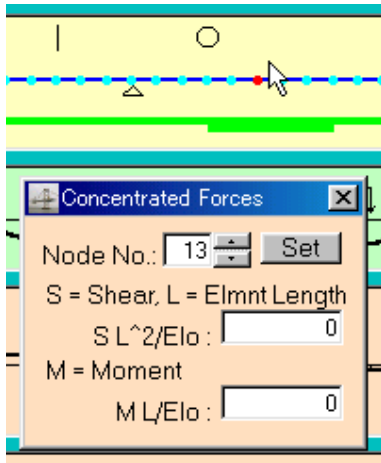 Concentrated Forces
Node No.: 13 Set
S = Shear, L = Elmnt Length
S L^2/EIo : 0
M = Moment
M L/EIo : 0